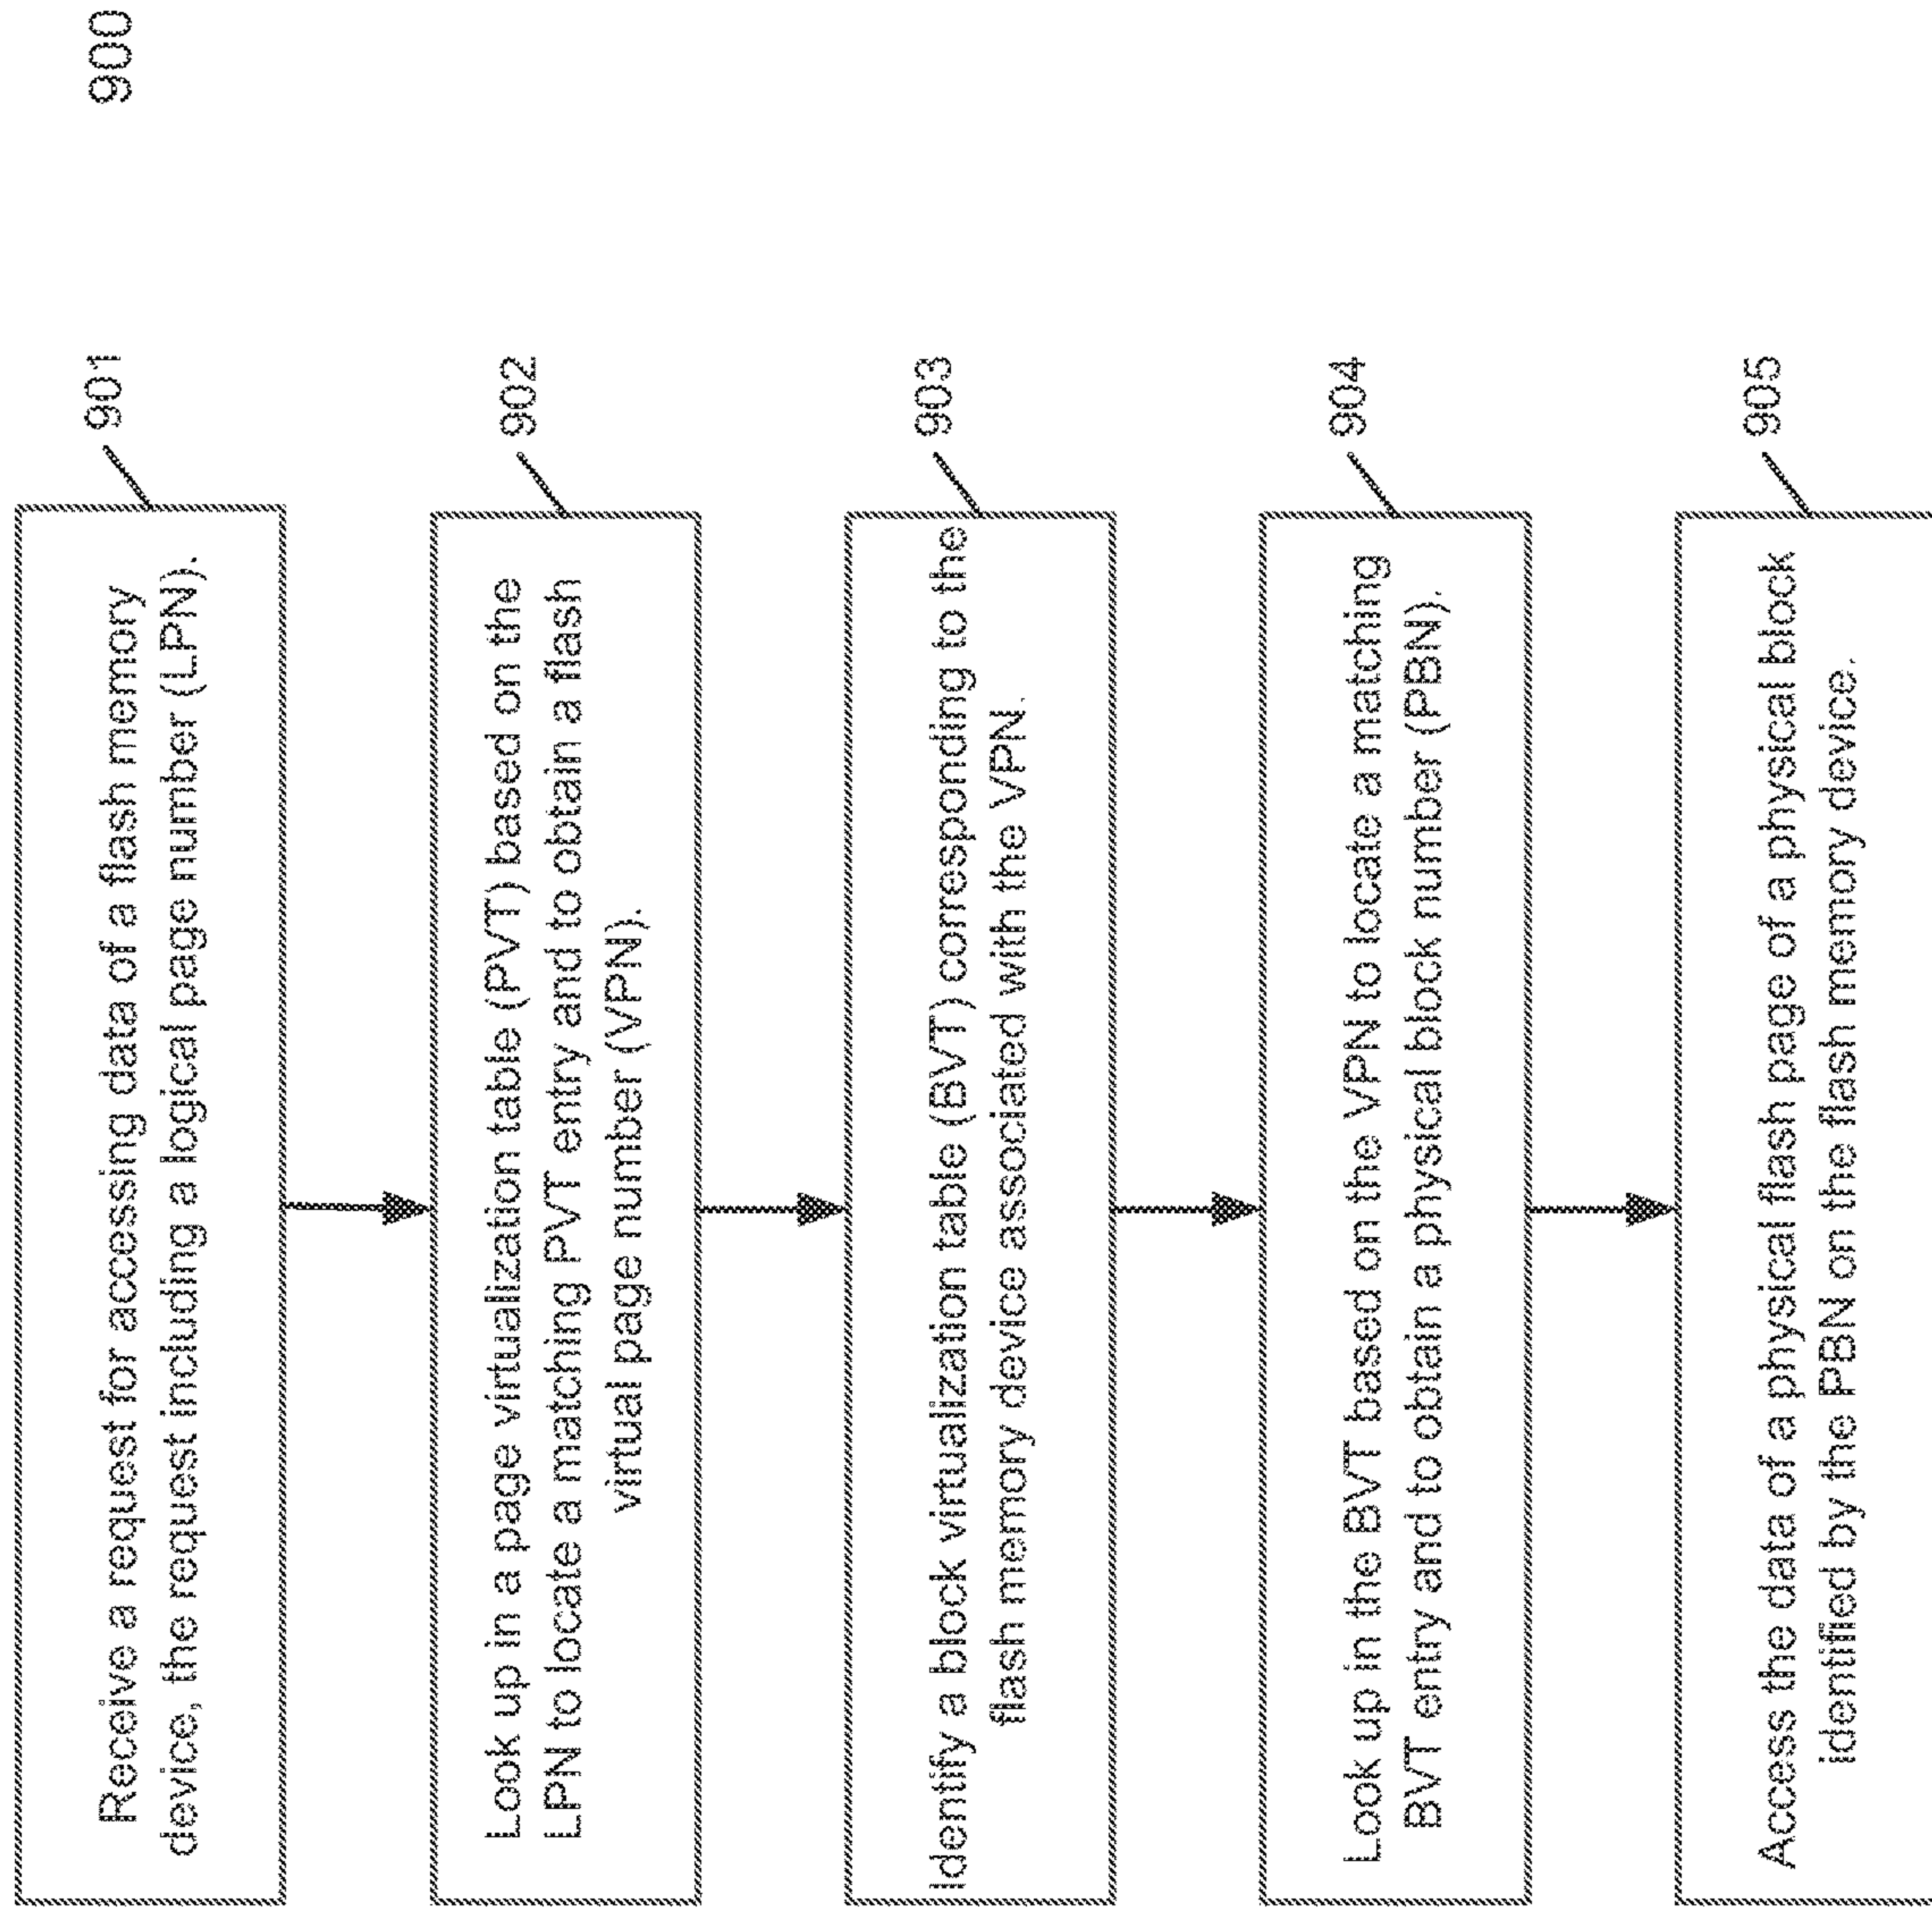 900
Receive a request for accessing data of a flash memory
device, the request including a logical page number (LPN).
901
Look up in a page virtualization table (PVT) based on the
LPN to locate a matching PVT entry and to obtain a flash
virtual page number (VPN).
902
Identify a block virtualization table (BVT) corresponding to the
flash memory device associated with the VPN.
903
Look up in the BVT based on the VPN to locate a matching
BVT entry and to obtain a physical block number (PBN).
904
Access the data of a physical flash page of a physical block
identified by the PBN on the flash memory device.
905